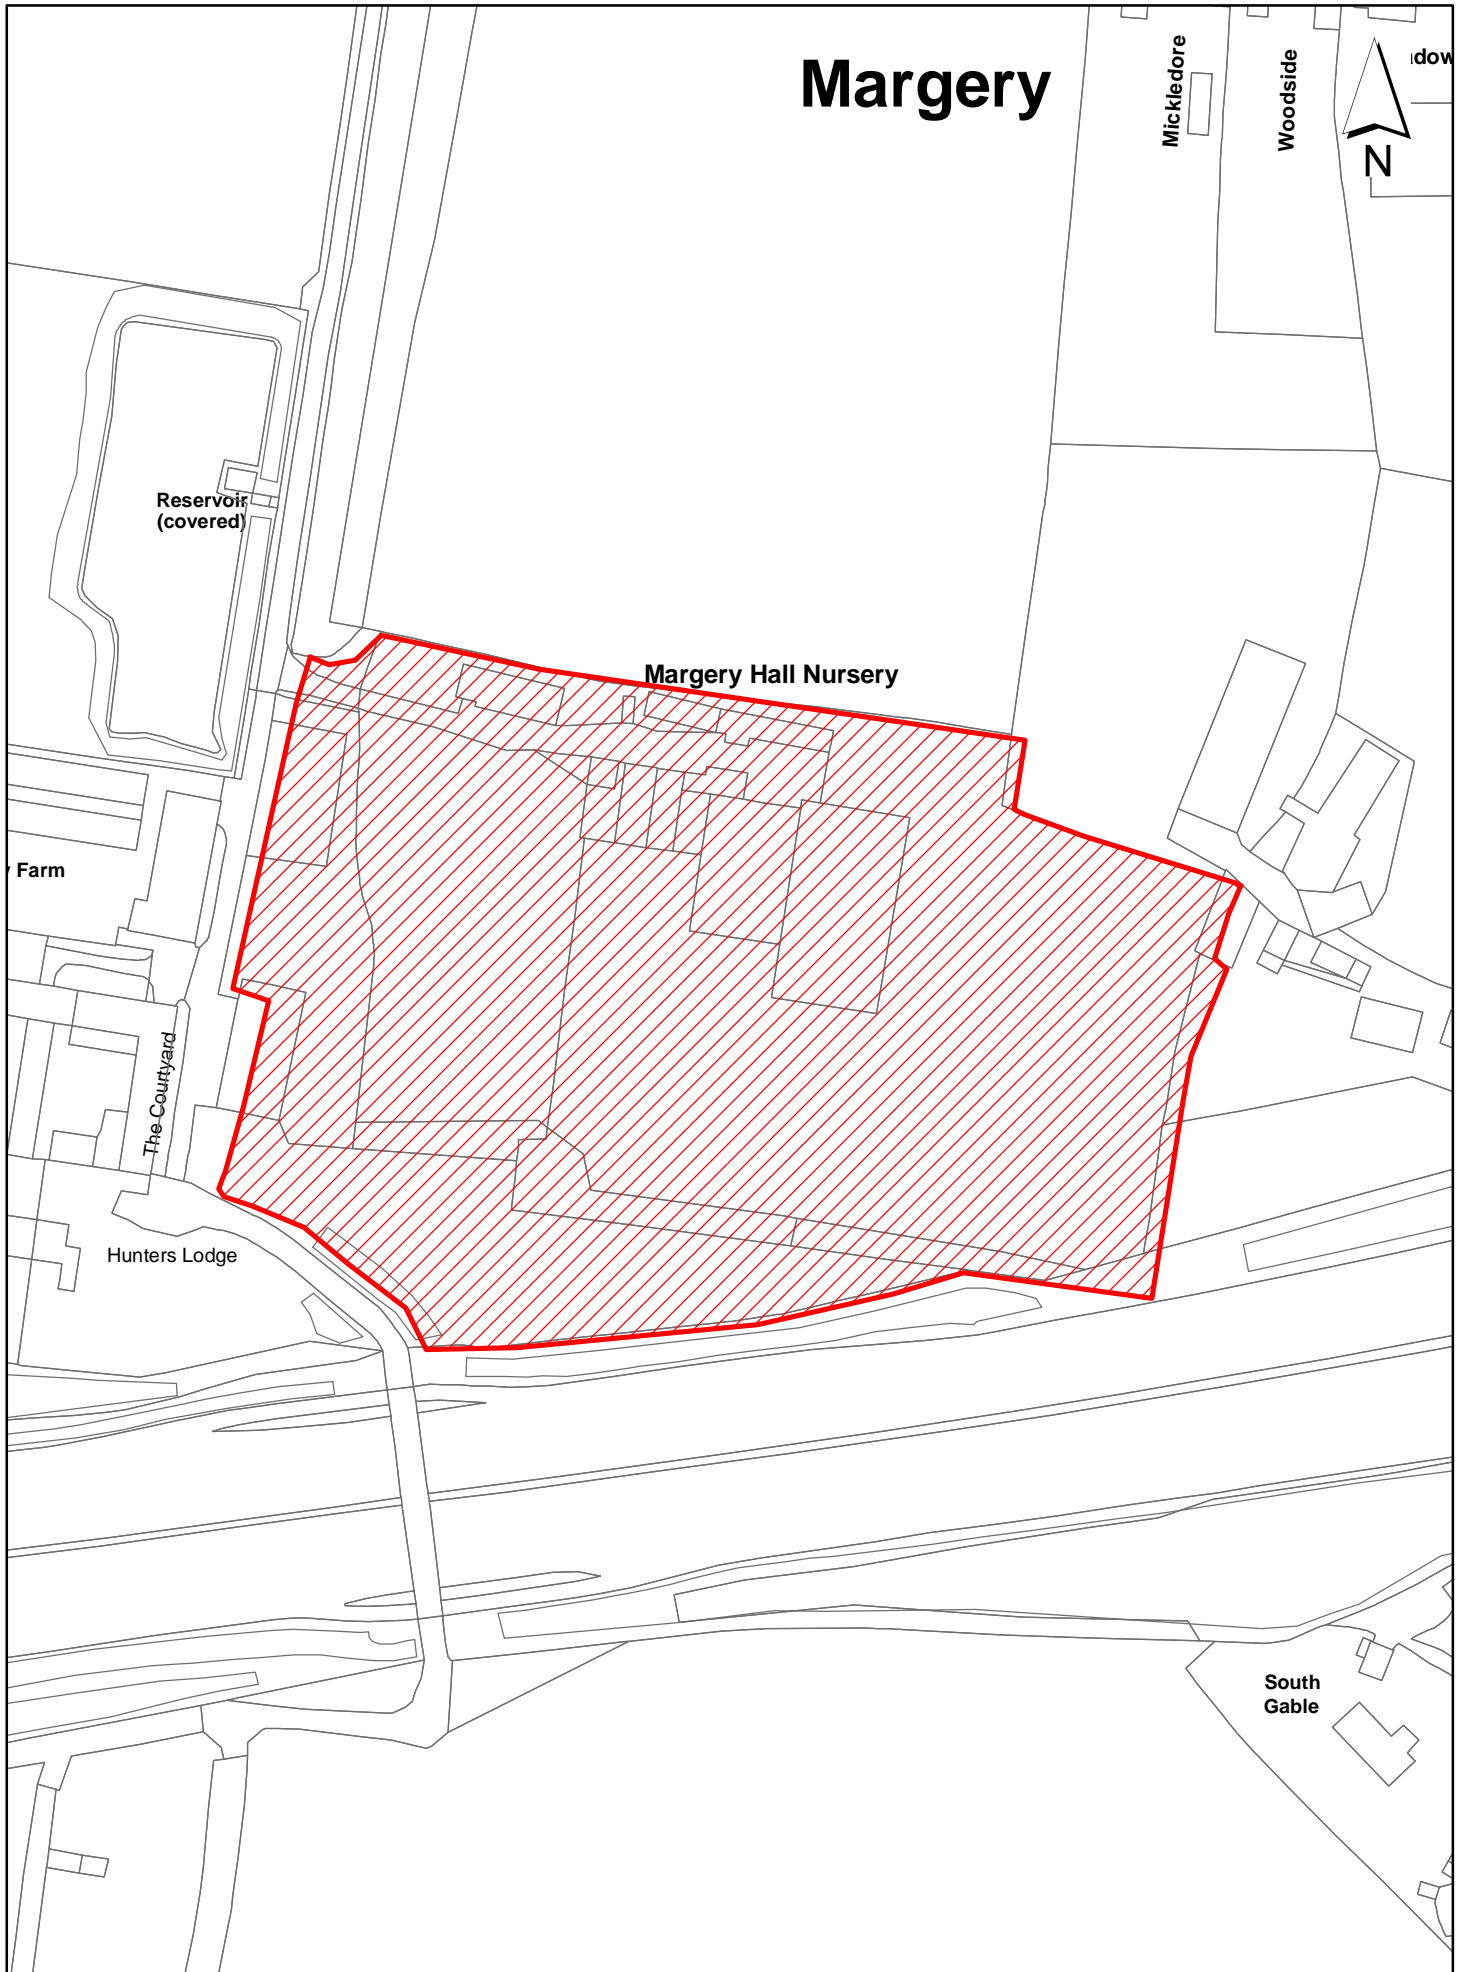 Margery
Mickledore
Woodside
N
Reservoir
(covered)
Margery Hall Nursery
Farm
The Courtyard
Hunters Lodge
South
Gable